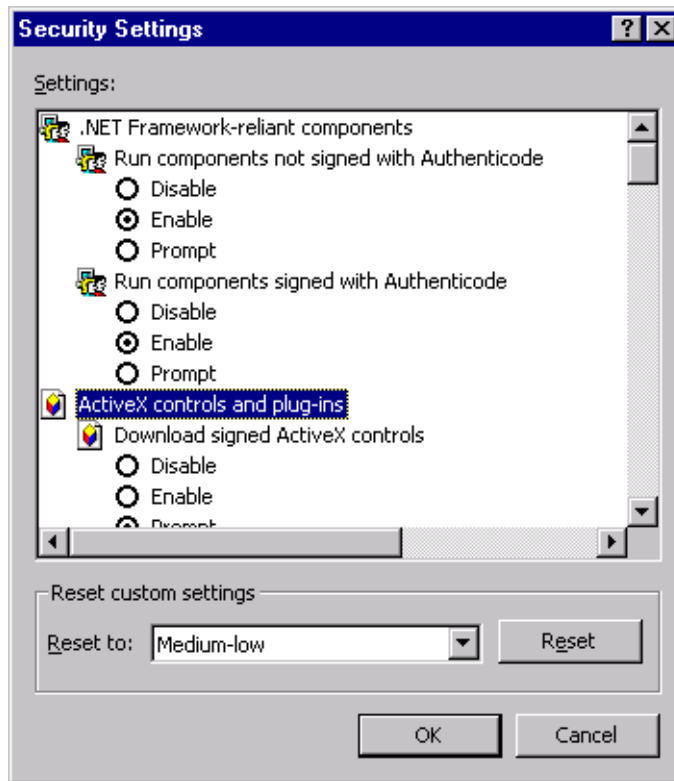 Security Settings
Settings:
.NET Framework-reliant components
Run components not signed with Authenticode
Disable
Enable
Prompt
Run components signed with Authenticode
Disable
Enable
Prompt
ActiveX controls and plug-ins
Download signed ActiveX controls
Disable
Enable
Prompt
Reset custom settings
Reset to: Medium-low Reset
OK Cancel